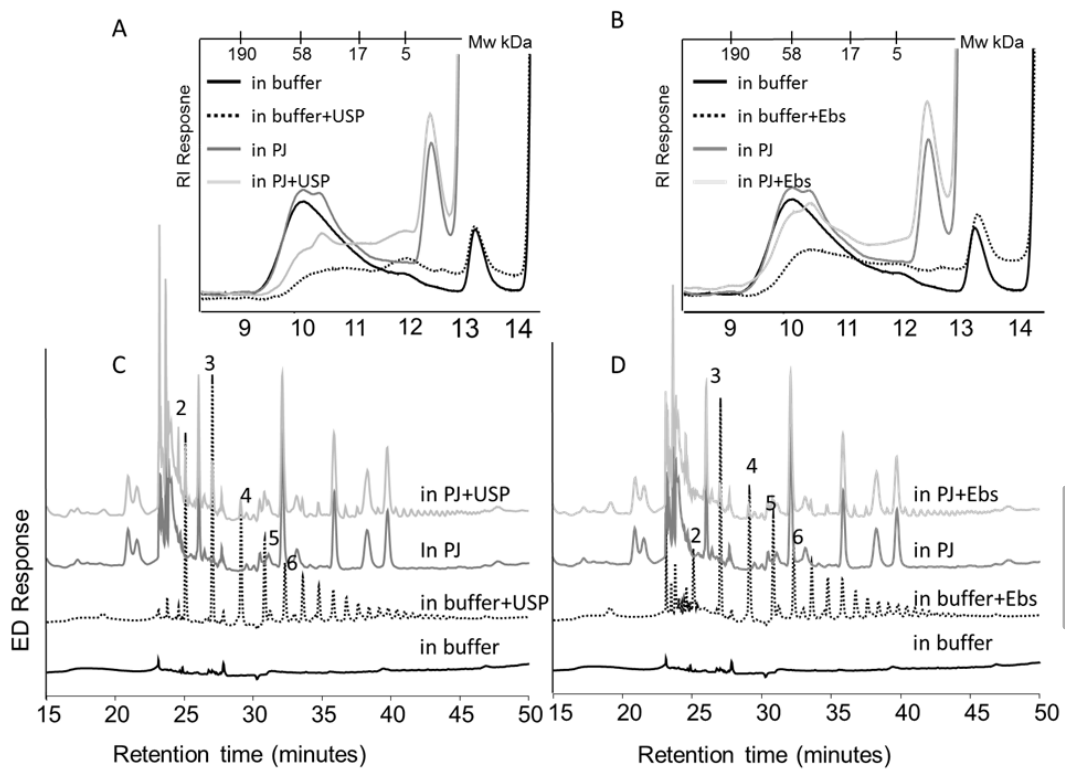 A
Mw kDa
190 58 17 5
RI Resposne
in buffer
in buffer+USP
in PJ
in PJ+USP
9 10 11 12 13 14
B
Mw kDa
190 58 17 5
RI Resposne
in buffer
in buffer+Ebs
in PJ
in PJ+Ebs
9 10 11 12 13 14
C
ED Response
2 3 4 5 6
in PJ+USP
In PJ
in buffer+USP
in buffer
15 20 25 30 35 40 45 50
Retention time (minutes)
D
2 3 4 5 6
in PJ+Ebs
in PJ
in buffer+Ebs
in buffer
15 20 25 30 35 40 45 50
Retention time (minutes)